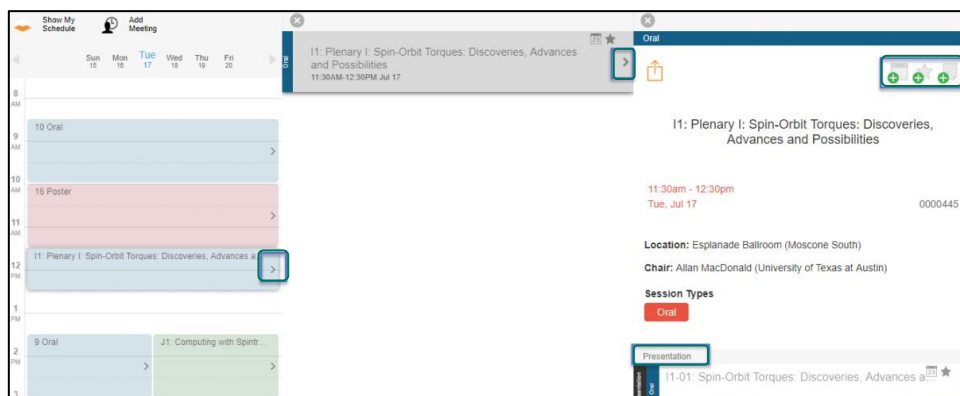 Show My
Schedule
Add
Meeting
Sun Mon Tue Wed Thu Fri
15 16 17 18 19 20
8
AM
10 Oral
9
AM
10
AM
16 Poster
11
AM
I1: Plenary I: Spin-Orbit Torques: Discoveries, Advances a...
12
PM
1
PM
9 Oral
J1: Computing with Spintr...
2
PM
3
Oral
I1: Plenary I: Spin-Orbit Torques: Discoveries, Advances
and Possibilities
11:30AM-12:30PM Jul 17
Oral
I1: Plenary I: Spin-Orbit Torques: Discoveries,
Advances and Possibilities
11:30am - 12:30pm
Tue, Jul 17
0000445
Location: Esplanade Ballroom (Moscone South)
Chair: Allan MacDonald (University of Texas at Austin)
Session Types
Oral
Presentation
Oral
I1-01: Spin-Orbit Torques: Discoveries, Advances a...